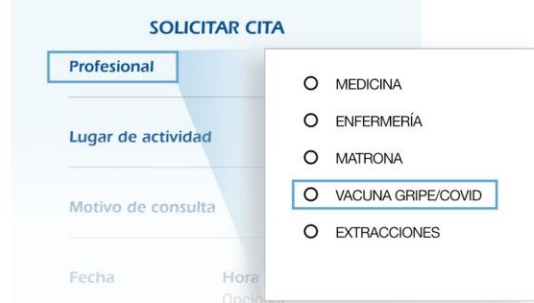 SOLICITAR CITA
Profesional
Lugar de actividad
Motivo de consulta
Fecha
Hora
MEDICINA
ENFERMERÍA
MATRONA
VACUNA GRIPE/COVID
EXTRACCIONES